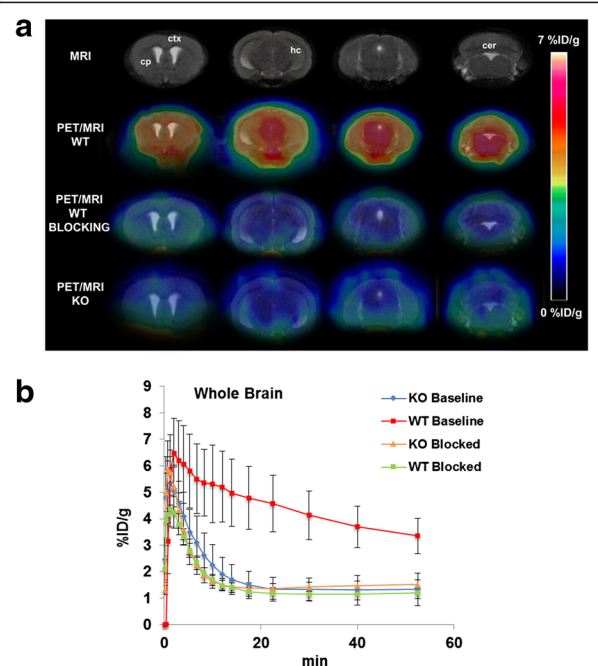 a
ctx
cp
hc
cer
MRI
7 %ID/g
PET/MRI
WT
PET/MRI
WT
BLOCKING
PET/MRI
KO
0 %ID/g
b
Whole Brain
KO Baseline
WT Baseline
KO Blocked
WT Blocked
%ID/g
9
8
7
6
5
4
3
2
1
0
0 20 40 60
min